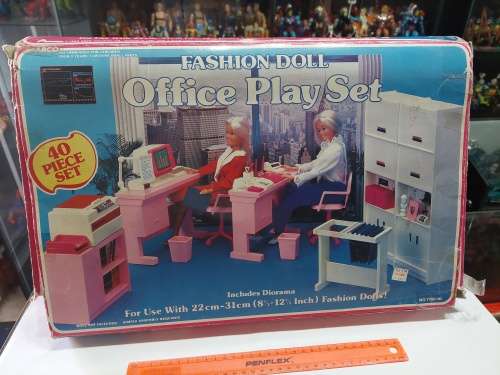 ARCO
FASHION DOLL
Office Play Set
40
PIECE
SET
Includes Diorama
For Use With 22cm-31cm (8½-12½ Inch) Fashion Dolls!
PENFLEX